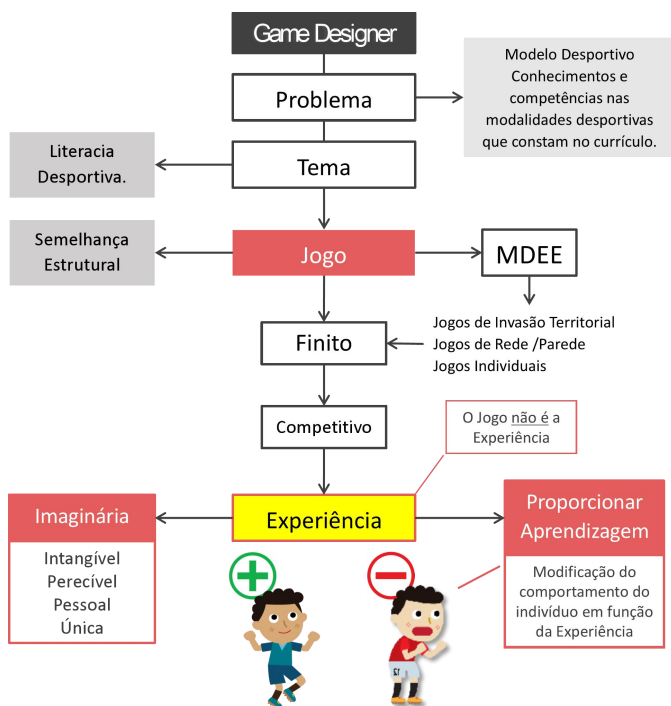 Game Designer
Problema
Modelo Desportivo
Conhecimentos e
competências nas
modalidades desportivas
que constam no currículo.
Literacia
Desportiva.
Tema
Semelhança
Estrutural
Jogo
MDEE
Jogos de Invasão Territorial
Jogos de Rede /Parede
Jogos Individuais
Finito
Competitivo
O Jogo não é a
Experiência
Imaginária
Intangível
Perecível
Pessoal
Única
Experiência
Proporcionar
Aprendizagem
Modificação do
comportamento do
indivíduo em função
da Experiência